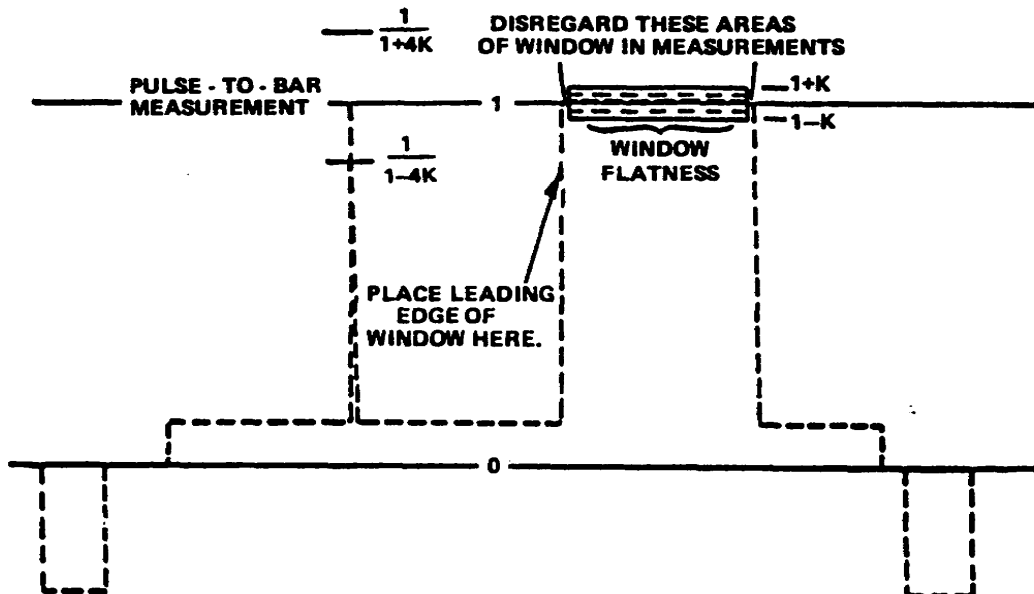 1
1+4K
DISREGARD THESE AREAS
OF WINDOW IN MEASUREMENTS
PULSE - TO - BAR
MEASUREMENT
1
1+K
1–K
1
1–4K
WINDOW
FLATNESS
PLACE LEADING
EDGE OF
WINDOW HERE.
0